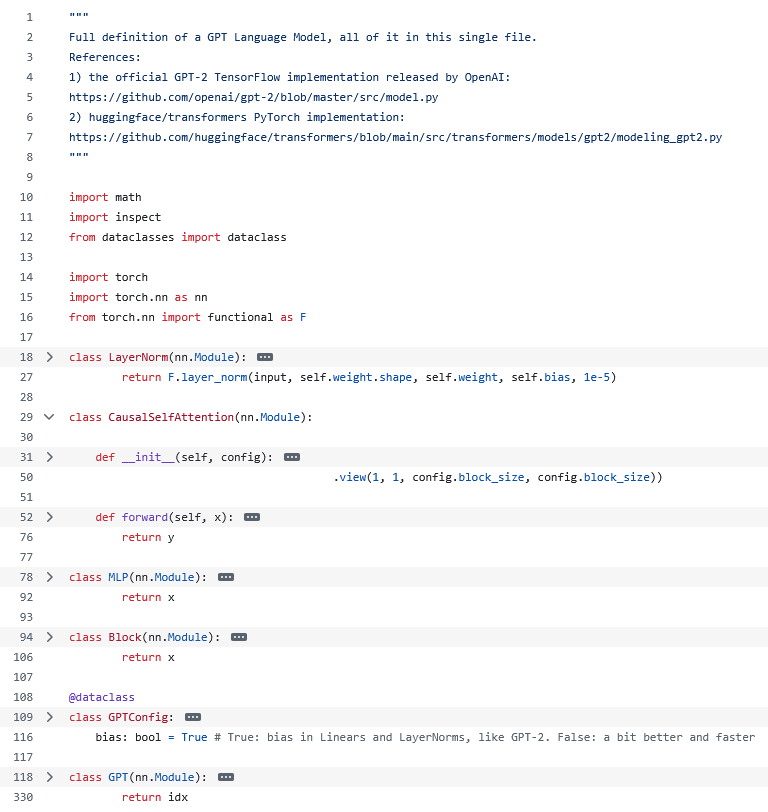 1 """
2 Full definition of a GPT Language Model, all of it in this single file.
3 References:
4 1) the official GPT-2 TensorFlow implementation released by OpenAI:
5 https://github.com/openai/gpt-2/blob/master/src/model.py
6 2) huggingface/transformers PyTorch implementation:
7 https://github.com/huggingface/transformers/blob/main/src/transformers/models/gpt2/modeling_gpt2.py
8 """
9
10 import math
11 import inspect
12 from dataclasses import dataclass
13
14 import torch
15 import torch.nn as nn
16 from torch.nn import functional as F
17
18 class LayerNorm(nn.Module): ...
27         return F.layer_norm(input, self.weight.shape, self.weight, self.bias, 1e-5)
28
29 class CausalSelfAttention(nn.Module):
30
31     def __init__(self, config): ...
50                                         .view(1, 1, config.block_size, config.block_size))
51
52     def forward(self, x): ...
76         return y
77
78 class MLP(nn.Module): ...
92         return x
93
94 class Block(nn.Module): ...
106         return x
107
108 @dataclass
109 class GPTConfig: ...
116     bias: bool = True # True: bias in Linears and LayerNorms, like GPT-2. False: a bit better and faster
117
118 class GPT(nn.Module): ...
330         return idx